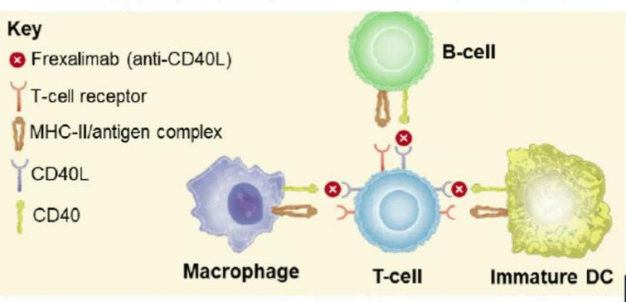 Key
Frexalimab (anti-CD40L)
T-cell receptor
MHC-II/antigen complex
CD40L
CD40
B-cell
Macrophage
T-cell
Immature DC